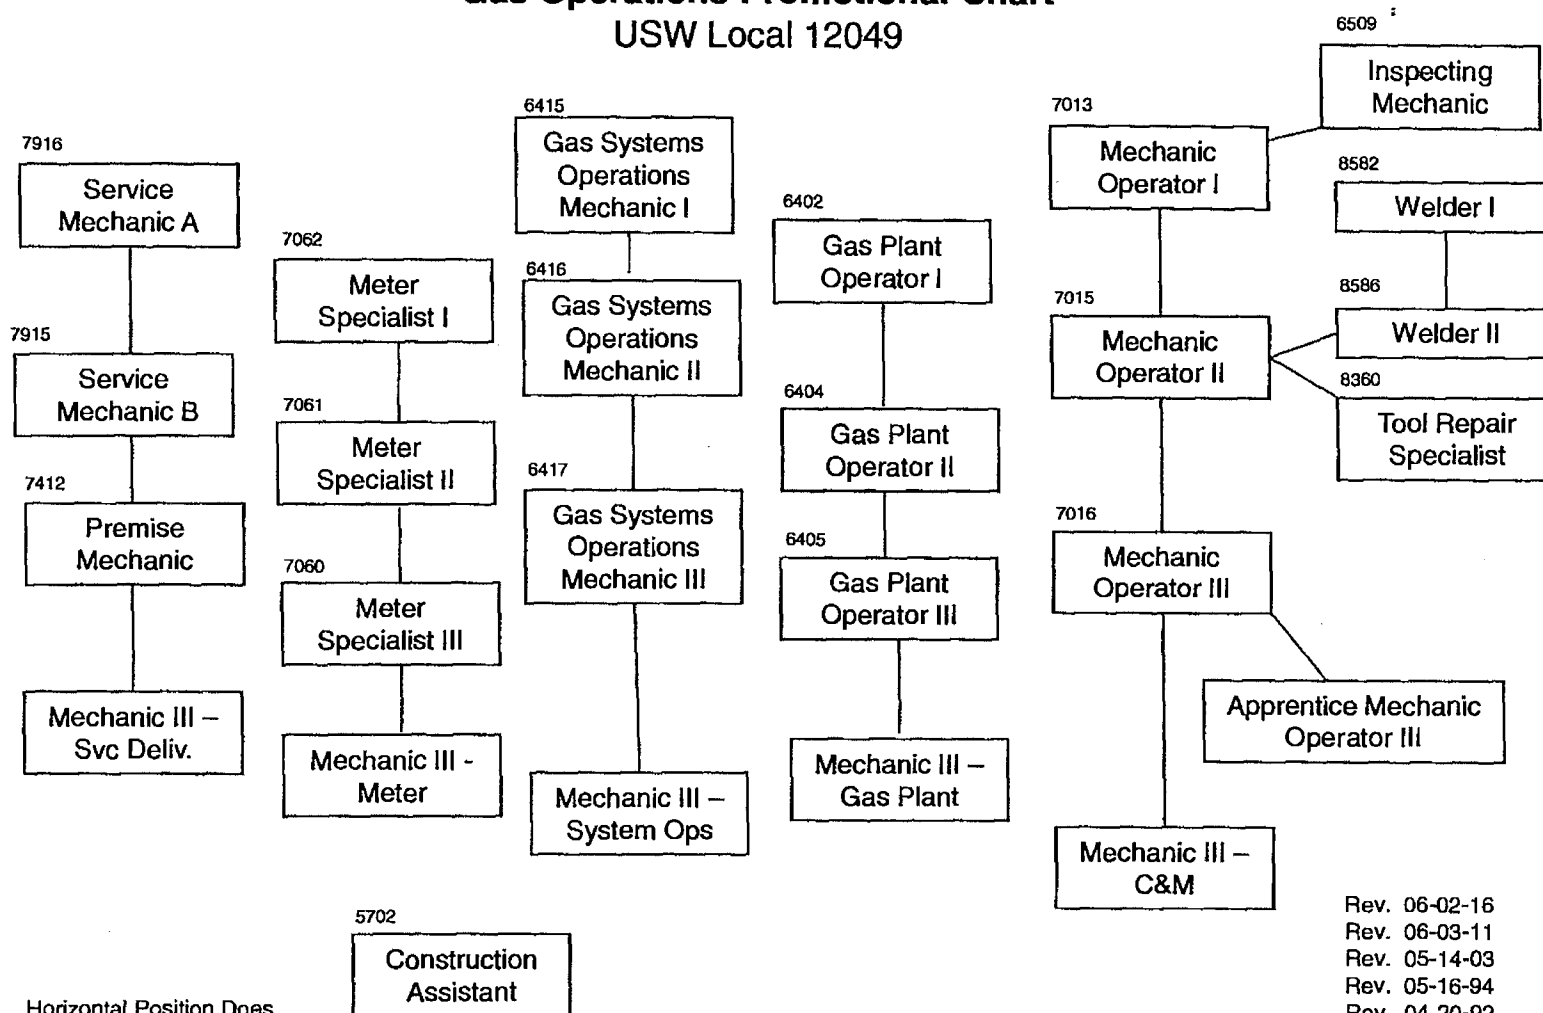 Gas Operations Promotional Chart
USW Local 12049
7916
Service
Mechanic A
7915
Service
Mechanic B
7412
Premise
Mechanic
Mechanic III –
Svc Deliv.
7062
Meter
Specialist I
7061
Meter
Specialist II
7060
Meter
Specialist III
Mechanic III -
Meter
6415
Gas Systems
Operations
Mechanic I
6416
Gas Systems
Operations
Mechanic II
6417
Gas Systems
Operations
Mechanic III
Mechanic III –
System Ops
6402
Gas Plant
Operator I
6404
Gas Plant
Operator II
6405
Gas Plant
Operator III
Mechanic III –
Gas Plant
7013
Mechanic
Operator I
7015
Mechanic
Operator II
7016
Mechanic
Operator III
Mechanic III –
C&M
6509
Inspecting
Mechanic
8582
Welder I
8586
Welder II
8360
Tool Repair
Specialist
Apprentice Mechanic
Operator III
5702
Construction
Assistant
Horizontal Position Does
Rev. 06-02-16
Rev. 06-03-11
Rev. 05-14-03
Rev. 05-16-94
Rev. 04-20-92